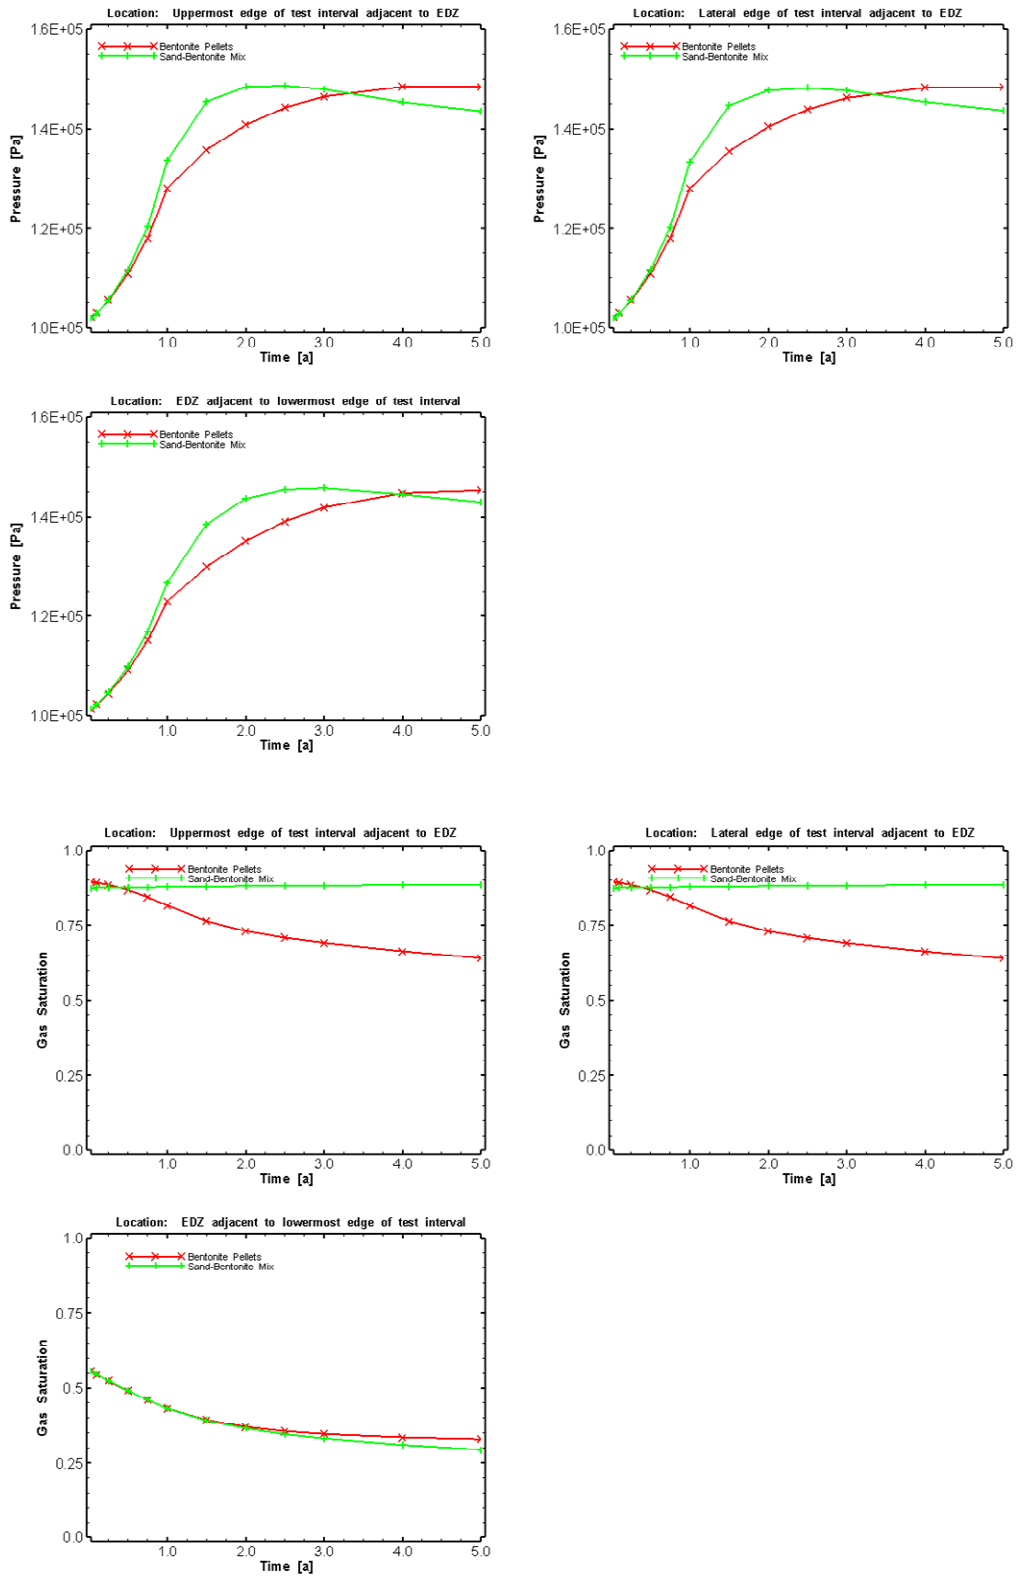 Location: Uppermost edge of test interval adjacent to EDZ
1.6E+05
Bentonite Pellets
Sand-Bentonite Mix
1.4E+05
Pressure [Pa]
1.2E+05
1.0E+05
1.0 2.0 3.0 4.0 5.0
Time [a]
Location: Lateral edge of test interval adjacent to EDZ
1.6E+05
Bentonite Pellets
Sand-Bentonite Mix
1.4E+05
Pressure [Pa]
1.2E+05
1.0E+05
1.0 2.0 3.0 4.0 5.0
Time [a]
Location: EDZ adjacent to lowermost edge of test interval
1.6E+05
Bentonite Pellets
Sand-Bentonite Mix
1.4E+05
Pressure [Pa]
1.2E+05
1.0E+05
1.0 2.0 3.0 4.0 5.0
Time [a]
Location: Uppermost edge of test interval adjacent to EDZ
1.0
Bentonite Pellets
Sand-Bentonite Mix
0.75
Gas Saturation
0.5
0.25
0.0
1.0 2.0 3.0 4.0 5.0
Time [a]
Location: Lateral edge of test interval adjacent to EDZ
1.0
Bentonite Pellets
Sand-Bentonite Mix
0.75
Gas Saturation
0.5
0.25
0.0
1.0 2.0 3.0 4.0 5.0
Time [a]
Location: EDZ adjacent to lowermost edge of test interval
1.0
Bentonite Pellets
Sand-Bentonite Mix
0.75
Gas Saturation
0.5
0.25
0.0
1.0 2.0 3.0 4.0 5.0
Time [a]